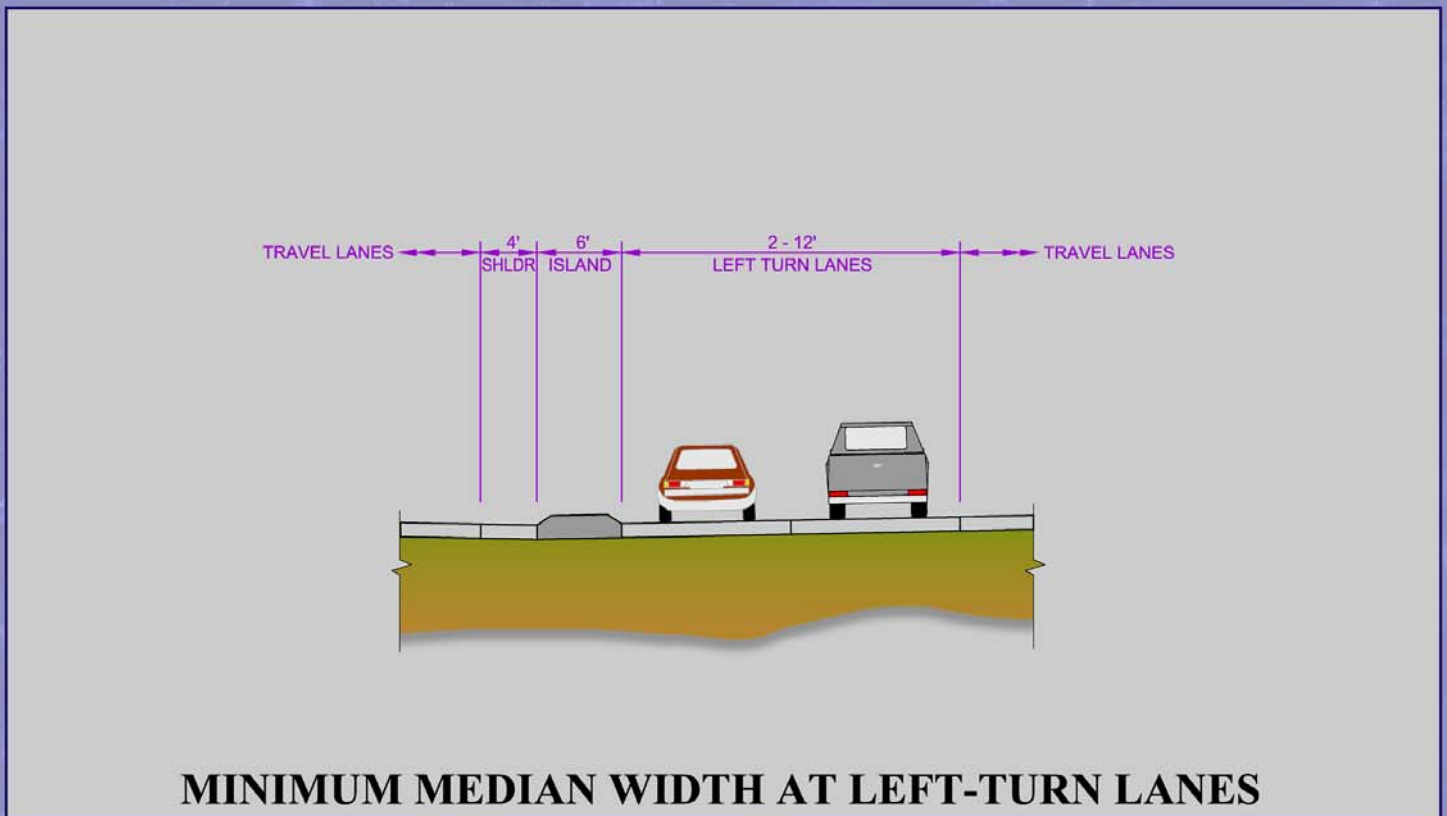 TRAVEL LANES 4' 6' 2 - 12' TRAVEL LANES
SHLDR ISLAND LEFT TURN LANES
MINIMUM MEDIAN WIDTH AT LEFT-TURN LANES